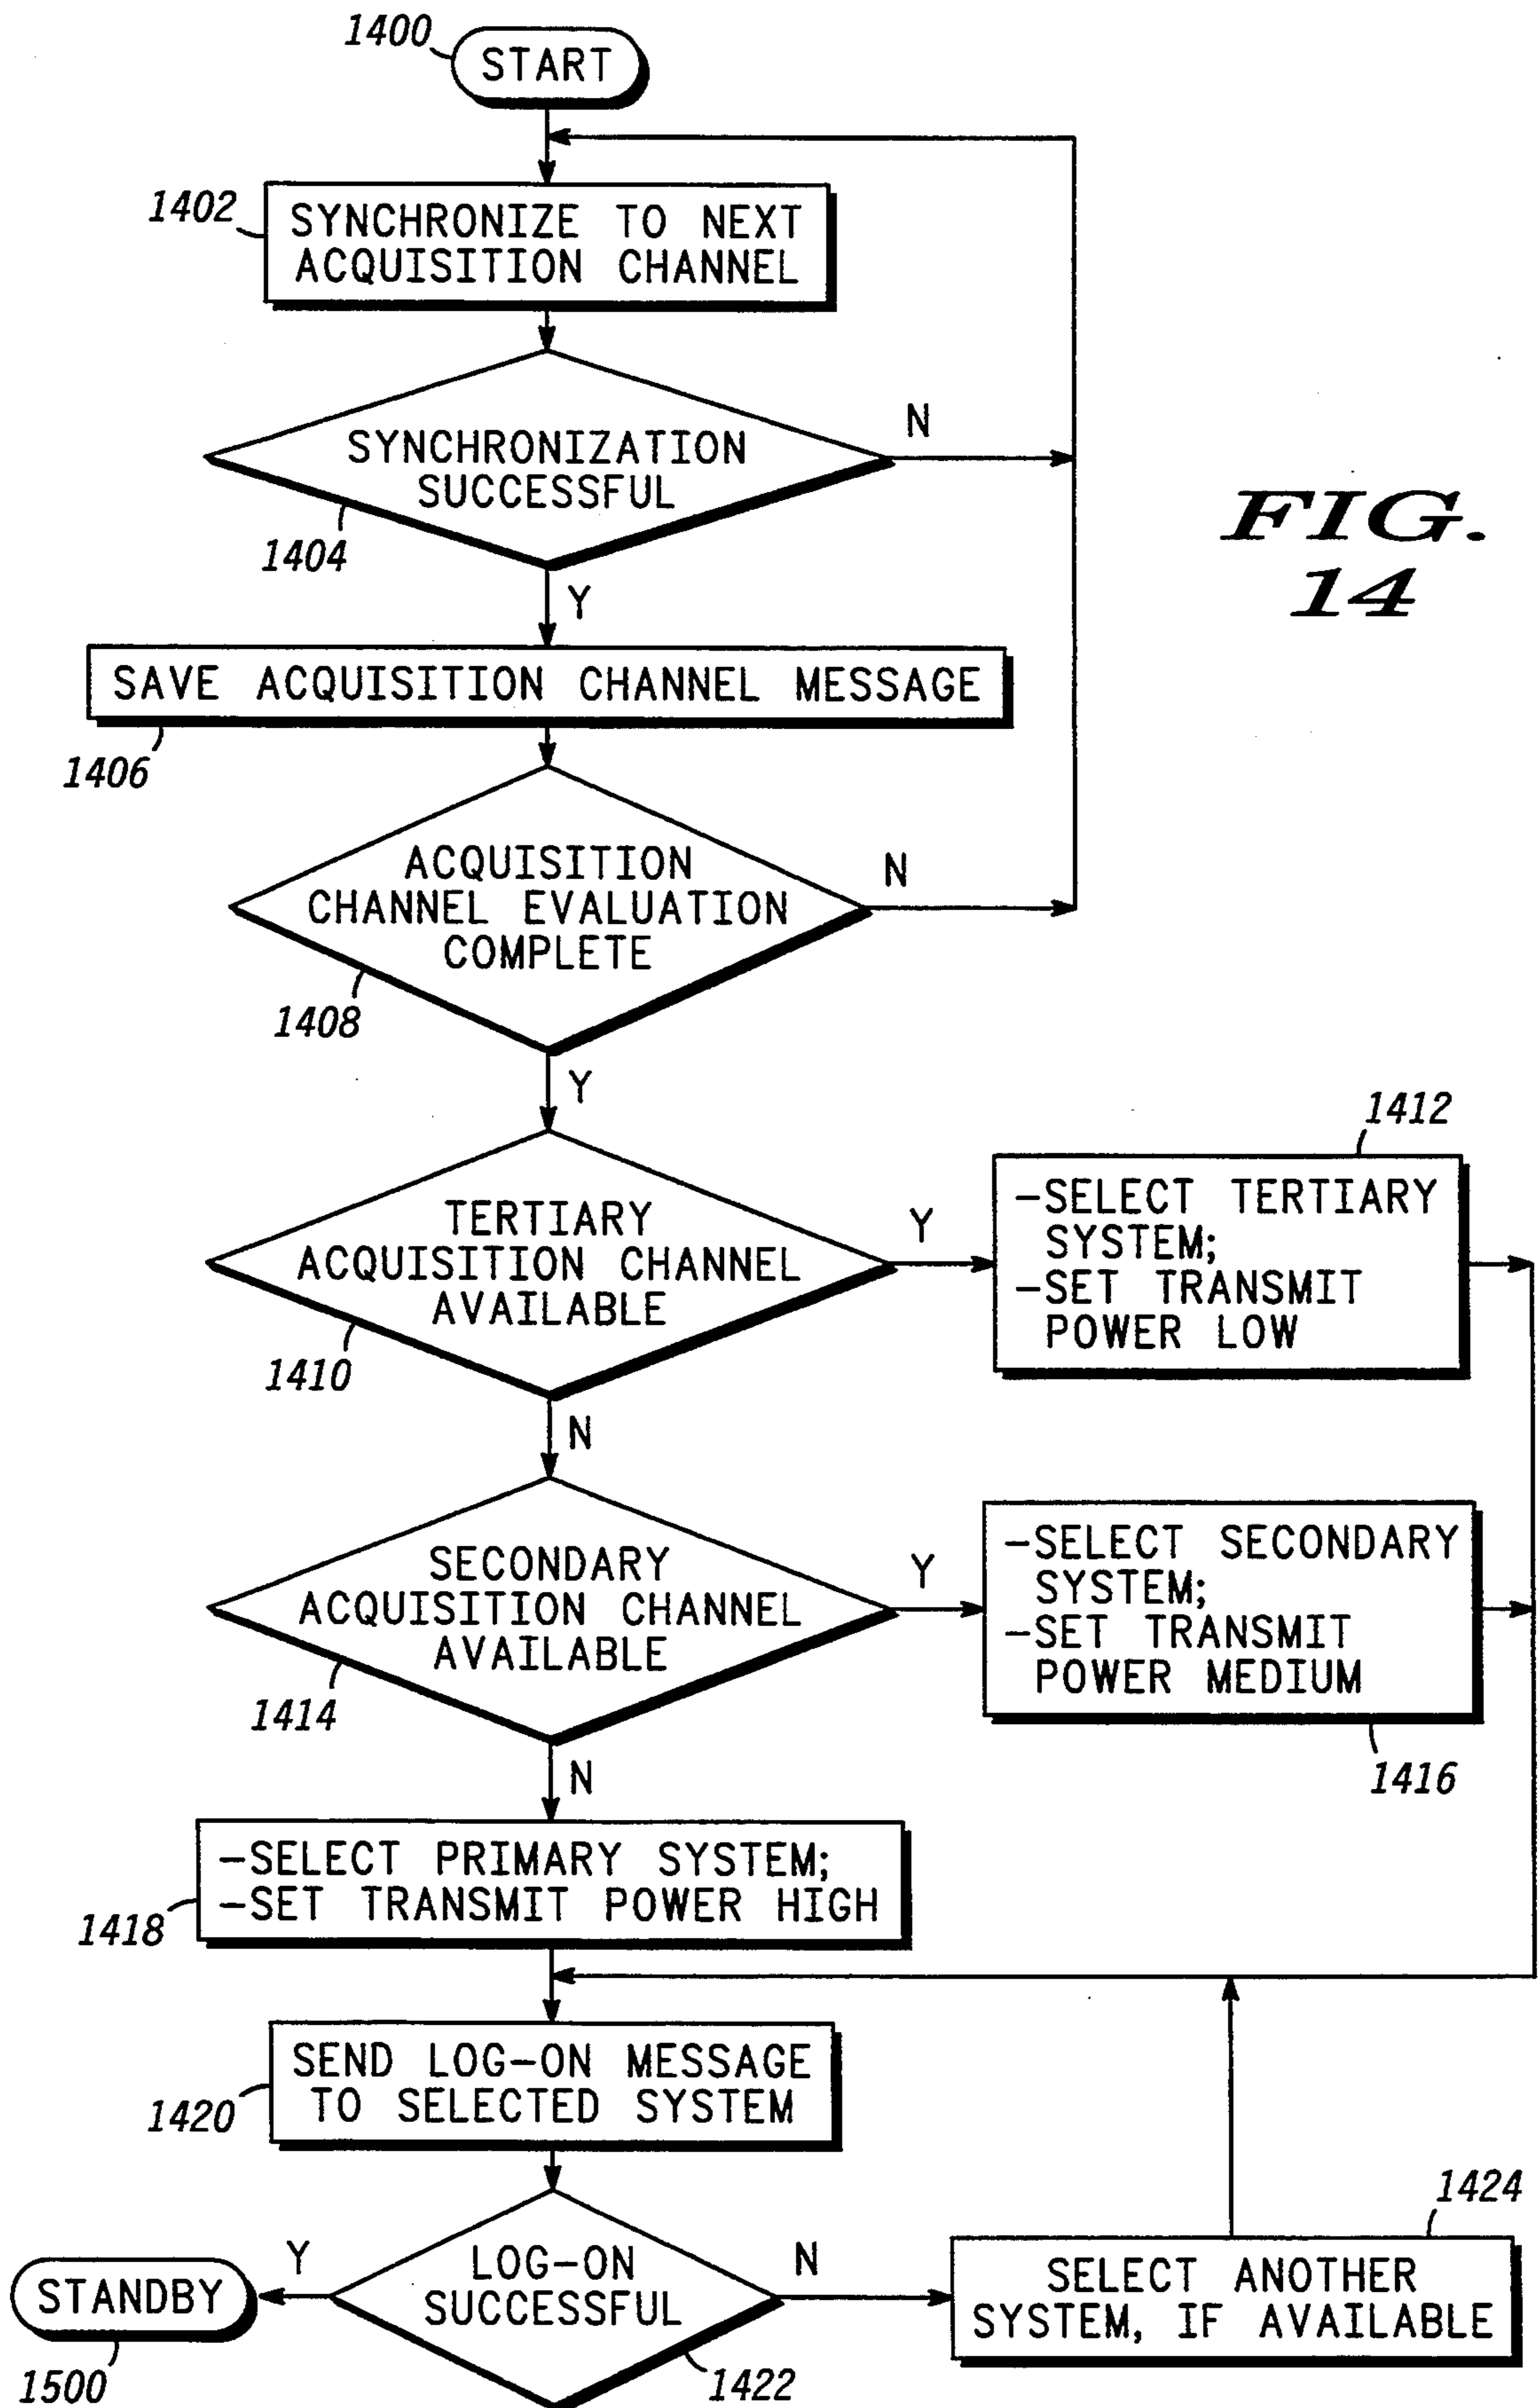 1400
START
1402
SYNCHRONIZE TO NEXT
ACQUISITION CHANNEL
N
SYNCHRONIZATION
SUCCESSFUL
1404
FIG.
14
Y
SAVE ACQUISITION CHANNEL MESSAGE
1406
ACQUISITION
CHANNEL EVALUATION
COMPLETE
N
1408
Y
1412
TERTIARY
ACQUISITION CHANNEL
AVAILABLE
Y
-SELECT TERTIARY
SYSTEM;
-SET TRANSMIT
POWER LOW
1410
N
SECONDARY
ACQUISITION CHANNEL
AVAILABLE
Y
-SELECT SECONDARY
SYSTEM;
-SET TRANSMIT
POWER MEDIUM
1414
1416
N
-SELECT PRIMARY SYSTEM;
-SET TRANSMIT POWER HIGH
1418
SEND LOG-ON MESSAGE
TO SELECTED SYSTEM
1420
1424
Y
LOG-ON
SUCCESSFUL
N
STANDBY
SELECT ANOTHER
SYSTEM, IF AVAILABLE
1500
1422